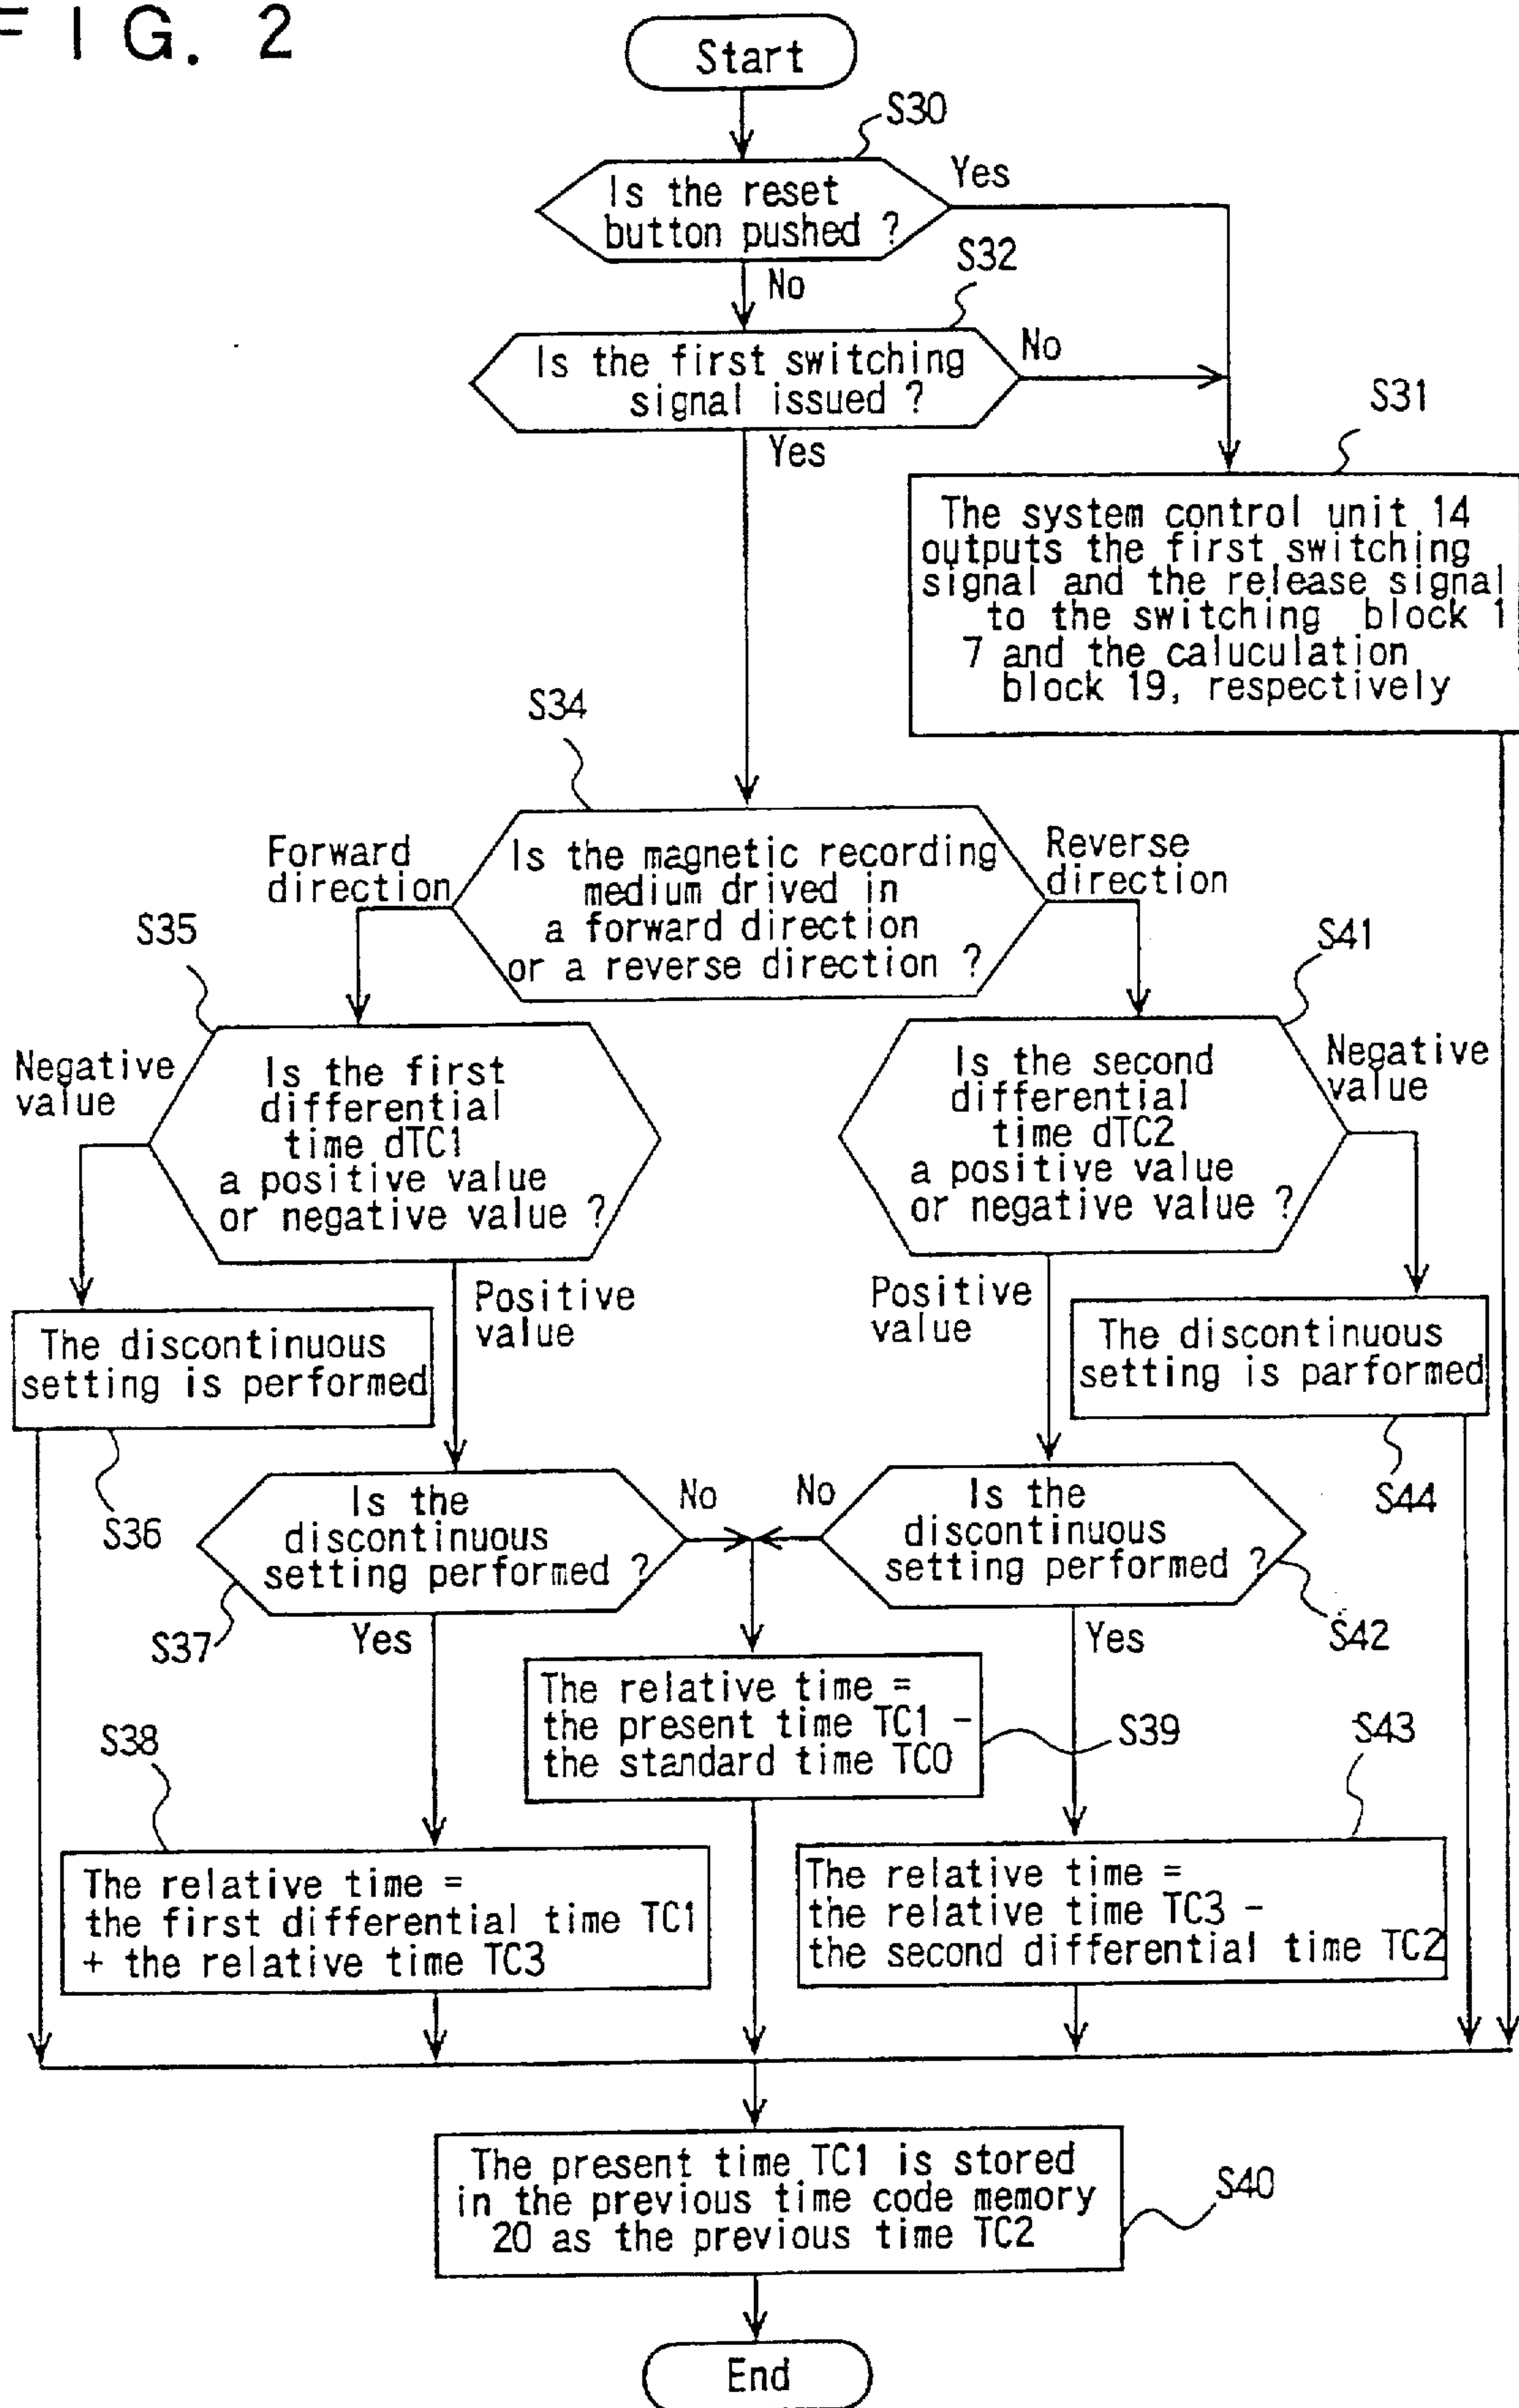 FIG. 2
Start
S30
Is the reset
button pushed ?
Yes
No
S32
Is the first switching
signal issued ?
No
Yes
S31
The system control unit 14
outputs the first switching
signal and the release signal
to the switching block 1
7 and the caluculation
block 19, respectively
S34
Is the magnetic recording
medium drived in
a forward direction
or a reverse direction ?
Forward
direction
Reverse
direction
S35
Is the first
differential
time dTC1
a positive value
or negative value ?
Negative
value
Positive
value
S41
Is the second
differential
time dTC2
a positive value
or negative value ?
Negative
value
Positive
value
The discontinuous
setting is performed
S36
The discontinuous
setting is parformed
S44
Is the
discontinuous
setting performed ?
No
S37
Yes
No
Is the
discontinuous
setting performed ?
S42
Yes
The relative time =
the present time TC1 -
the standard time TC0
S39
S38
The relative time =
the first differential time TC1
+ the relative time TC3
S43
The relative time =
the relative time TC3 -
the second differential time TC2
The present time TC1 is stored
in the previous time code memory
20 as the previous time TC2
S40
End